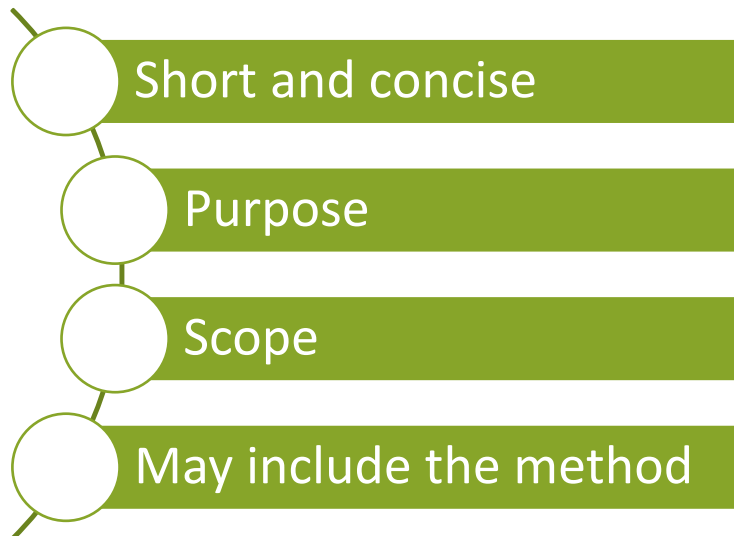 Short and concise
Purpose
Scope
May include the method